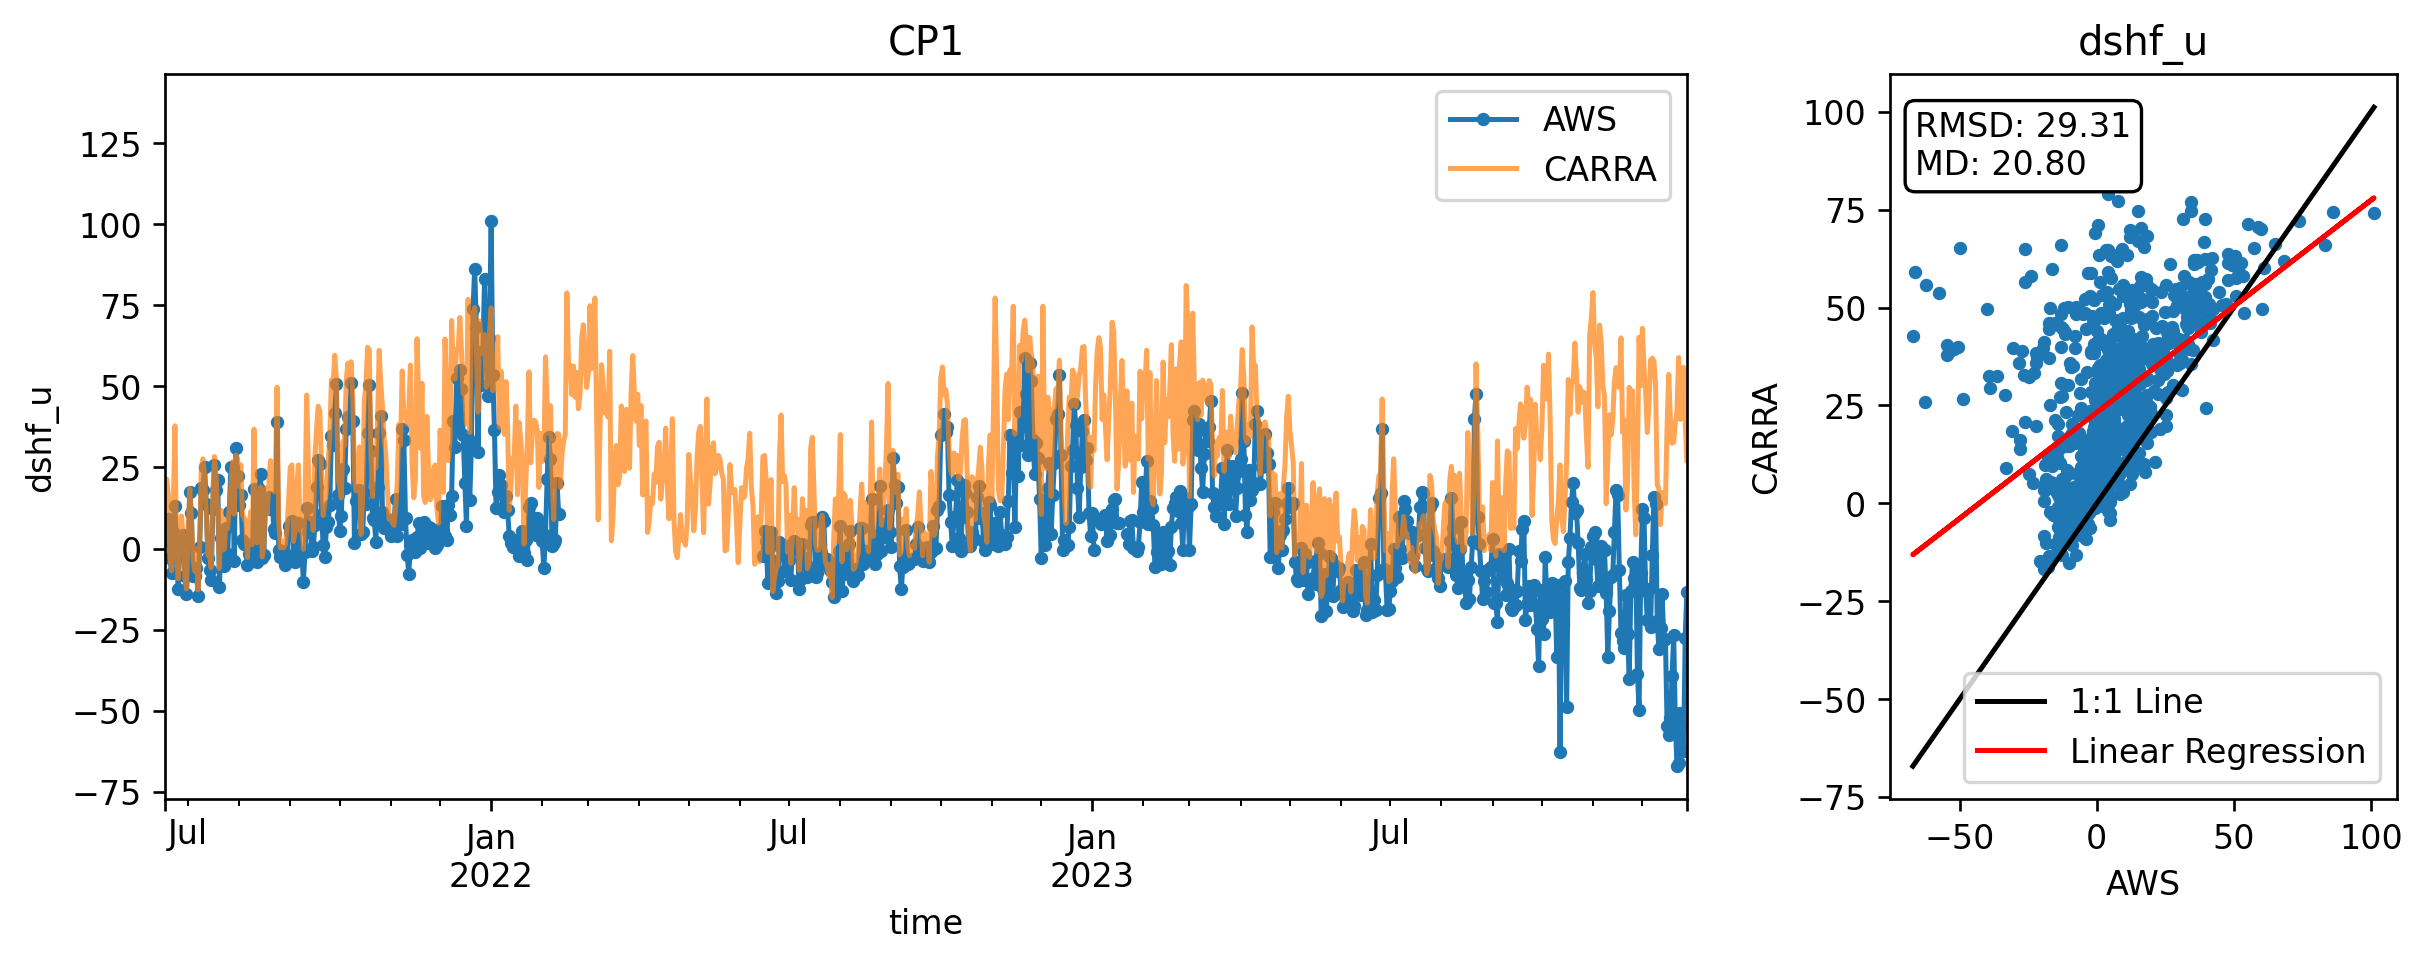 CP1
dshf_u
125
100
75
50
25
0
−25
−50
−75
Jul
Jan
2022
Jul
Jan
2023
Jul
time
AWS
CARRA
dshf_u
CARRA
100
75
50
25
0
−25
−50
−75
−50
0
50
100
AWS
RMSD: 29.31
MD: 20.80
1:1 Line
Linear Regression